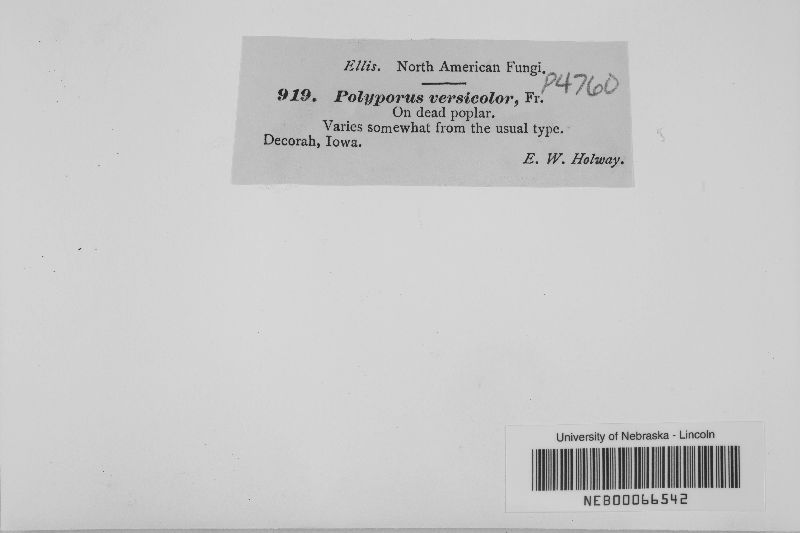 Ellis. North American Fungi.
P4760
919. Polyporus versicolor, Fr.
On dead poplar.
Varies somewhat from the usual type.
Decorah, Iowa.
E. W. Holway.
University of Nebraska - Lincoln
NEB00066542